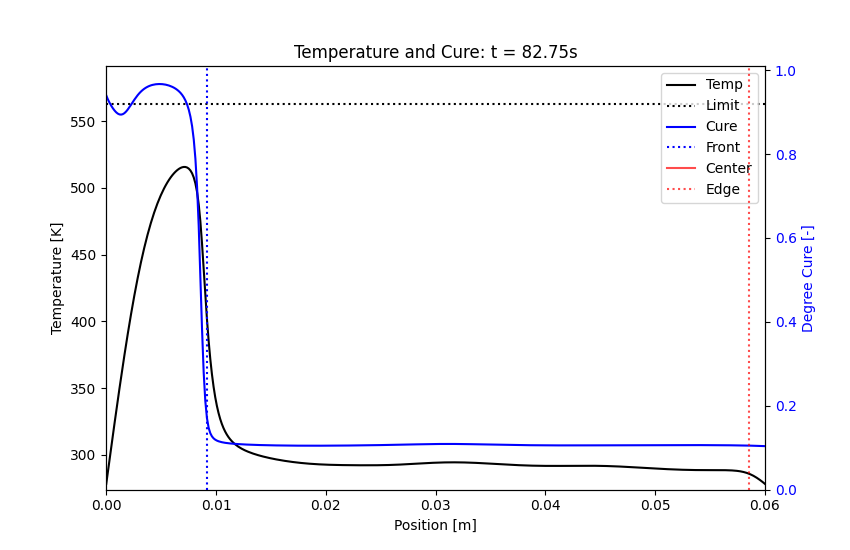 Temperature and Cure: t = 82.75s
Temp
Limit
Cure
Front
Center
Edge
550
500
450
400
350
300
Temperature [K]
1.0
0.8
0.6
0.4
0.2
0.0
Degree Cure [-]
0.00 0.01 0.02 0.03 0.04 0.05 0.06
Position [m]